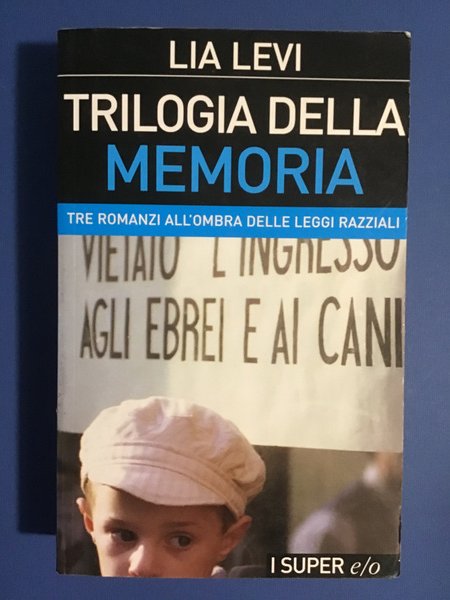 LIA LEVI
TRILOGIA DELLA
MEMORIA
TRE ROMANZI ALL'OMBRA DELLE LEGGI RAZZIALI
VIETATO L'INGRESSO
AGLI EBREI E AI CANI
I SUPER e/o